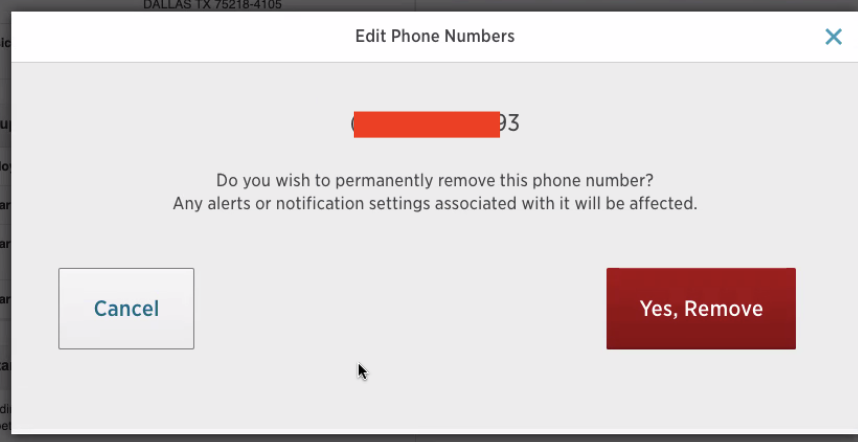 DALLAS TX 75218-4105
Edit Phone Numbers
93
Do you wish to permanently remove this phone number?
Any alerts or notification settings associated with it will be affected.
Cancel
Yes, Remove